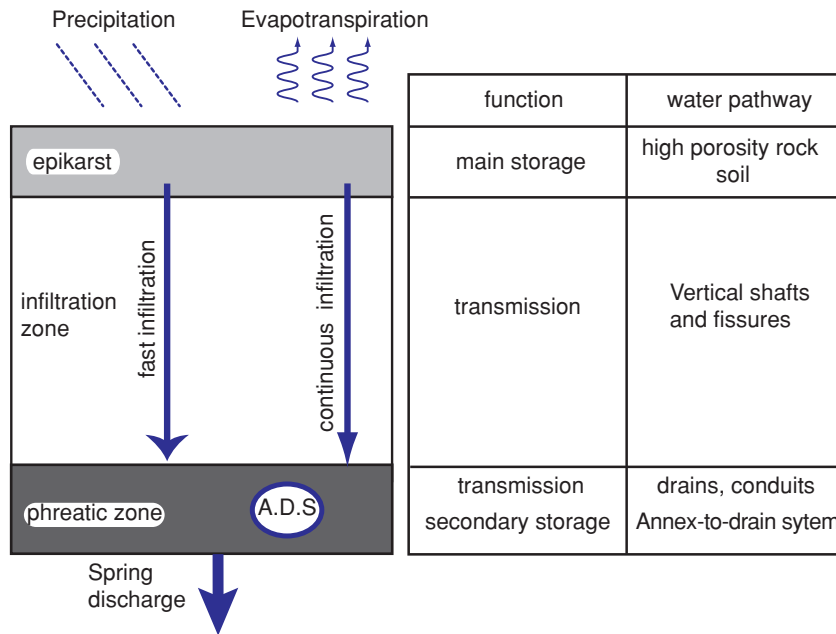 Precipitation
Evapotranspiration
function
water pathway
epikarst
main storage
high porosity rock
soil
infiltration
zone
fast infiltration
continuous infiltration
transmission
Vertical shafts
and fissures
phreatic zone
A.D.S
transmission
drains, conduits
secondary storage
Annex-to-drain sytem
Spring
discharge